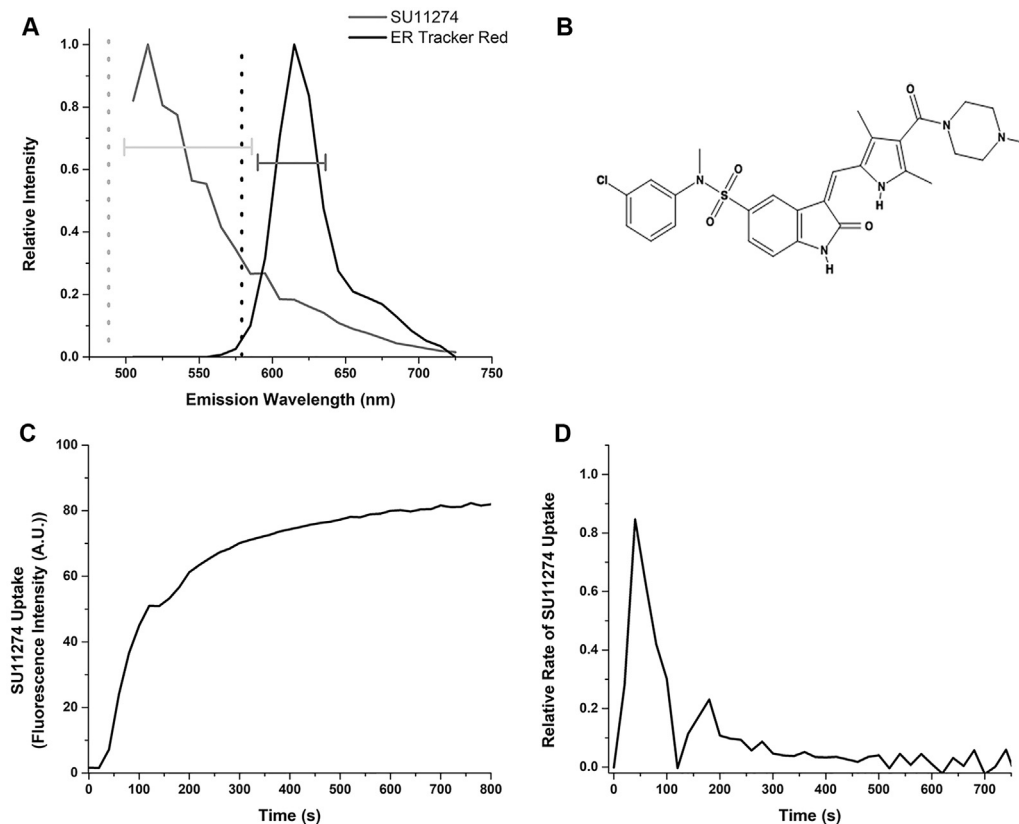 A
SU11274
ER Tracker Red
1.0
0.8
0.6
0.4
0.2
0.0
Relative Intensity
500 550 600 650 700 750
Emission Wavelength (nm)
B
O
N
N
Cl
N
O
S
O
N
H
O
N
H
C
100
80
60
40
20
0
SU11274 Uptake
(Fluorescence Intensity (A.U.))
0 100 200 300 400 500 600 700 800
Time (s)
D
1.0
0.8
0.6
0.4
0.2
0.0
Relative Rate of SU11274 Uptake
0 100 200 300 400 500 600 700
Time (s)